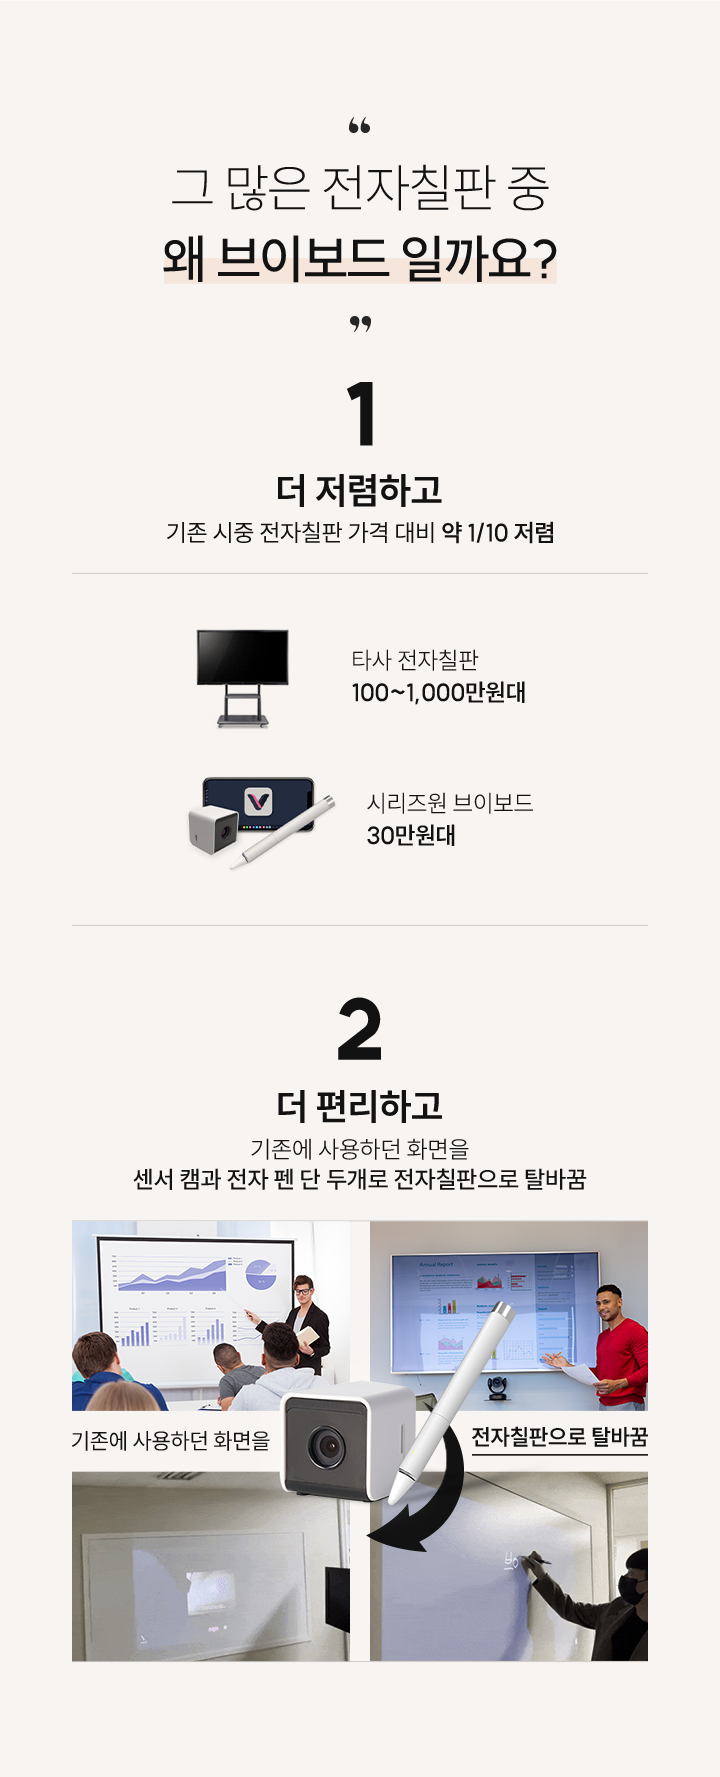 “
그 많은 전자칠판 중
왜 브이보드 일까요?
”
1
더 저렴하고
기존 시중 전자칠판 가격 대비 약 1/10 저렴
타사 전자칠판
100~1,000만원대
시리즈원 브이보드
30만원대
2
더 편리하고
기존에 사용하던 화면을
센서 캠과 전자 펜 단 두개로 전자칠판으로 탈바꿈
Annual Report
기존에 사용하던 화면을
전자칠판으로 탈바꿈
브